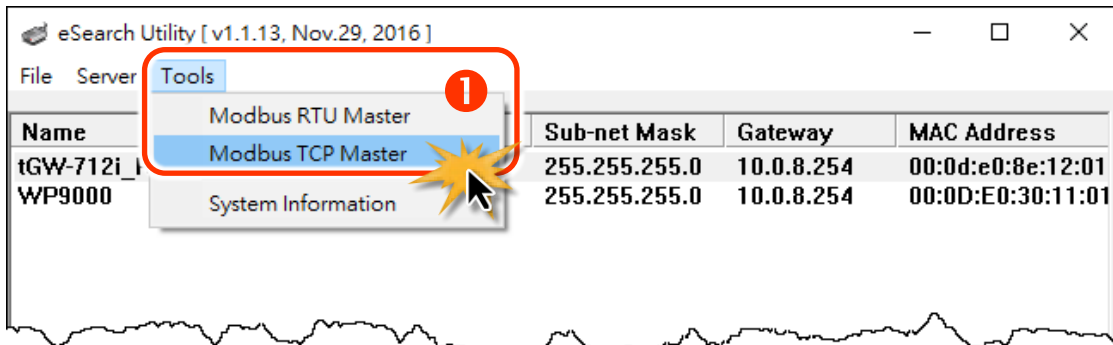 eSearch Utility [ v1.1.13, Nov.29, 2016 ]
File Server Tools
1
Modbus RTU Master
Modbus TCP Master
System Information
Name Sub-net Mask Gateway MAC Address
tGW-712i_ 255.255.255.0 10.0.8.254 00:0d:e0:8e:12:01
WP9000 255.255.255.0 10.0.8.254 00:0D:E0:30:11:01